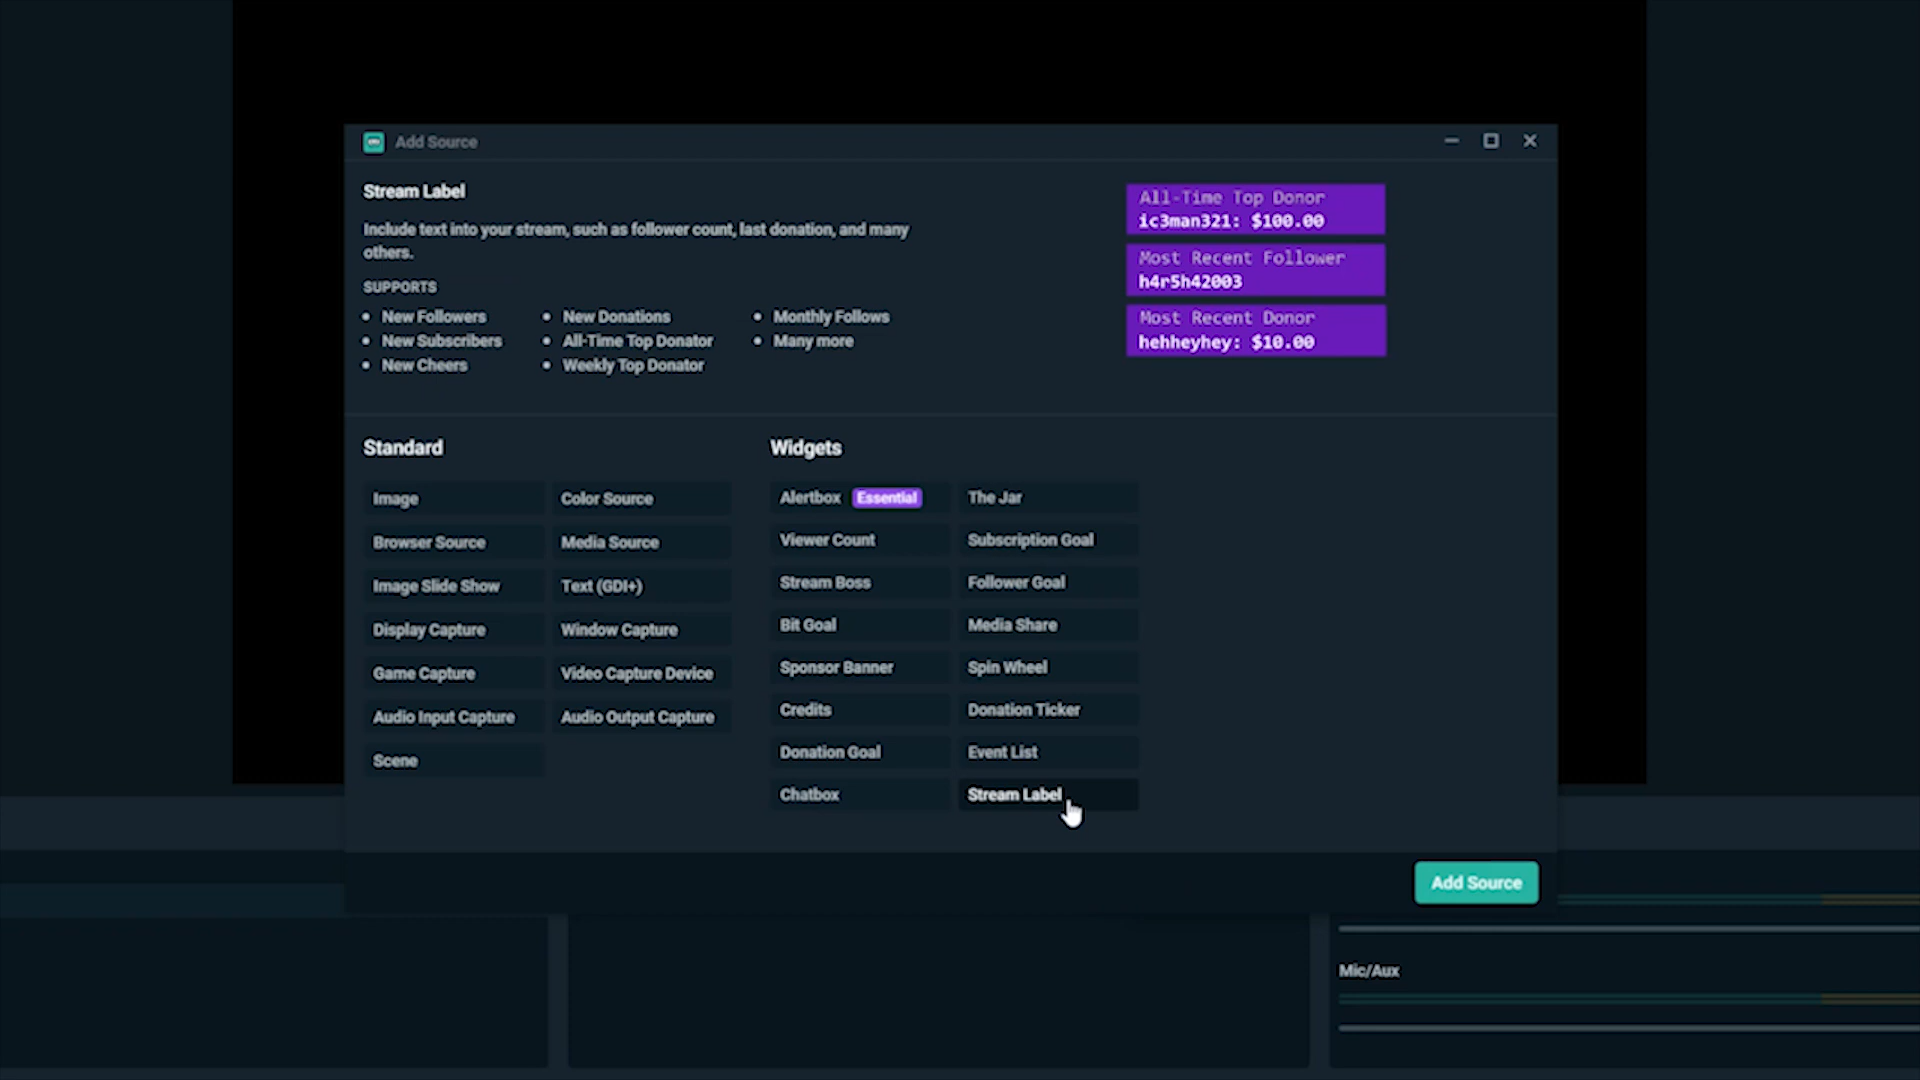 Add Source
Stream Label
Include text into your stream, such as follower count, last donation, and many
others.
SUPPORTS
• New Followers
• New Subscribers
• New Cheers
• New Donations
• All-Time Top Donator
• Weekly Top Donator
• Monthly Follows
• Many more
All-Time Top Donor
ic3man321: $100.00
Most Recent Follower
h4r5h42003
Most Recent Donor
hehheyhey: $10.00
Standard
Image
Color Source
Browser Source
Media Source
Image Slide Show
Text (GDI+)
Display Capture
Window Capture
Game Capture
Video Capture Device
Audio Input Capture
Audio Output Capture
Scene
Widgets
Alertbox Essential
The Jar
Viewer Count
Subscription Goal
Stream Boss
Follower Goal
Bit Goal
Media Share
Sponsor Banner
Spin Wheel
Credits
Donation Ticker
Donation Goal
Event List
Chatbox
Stream Label
Add Source
Mic/Aux